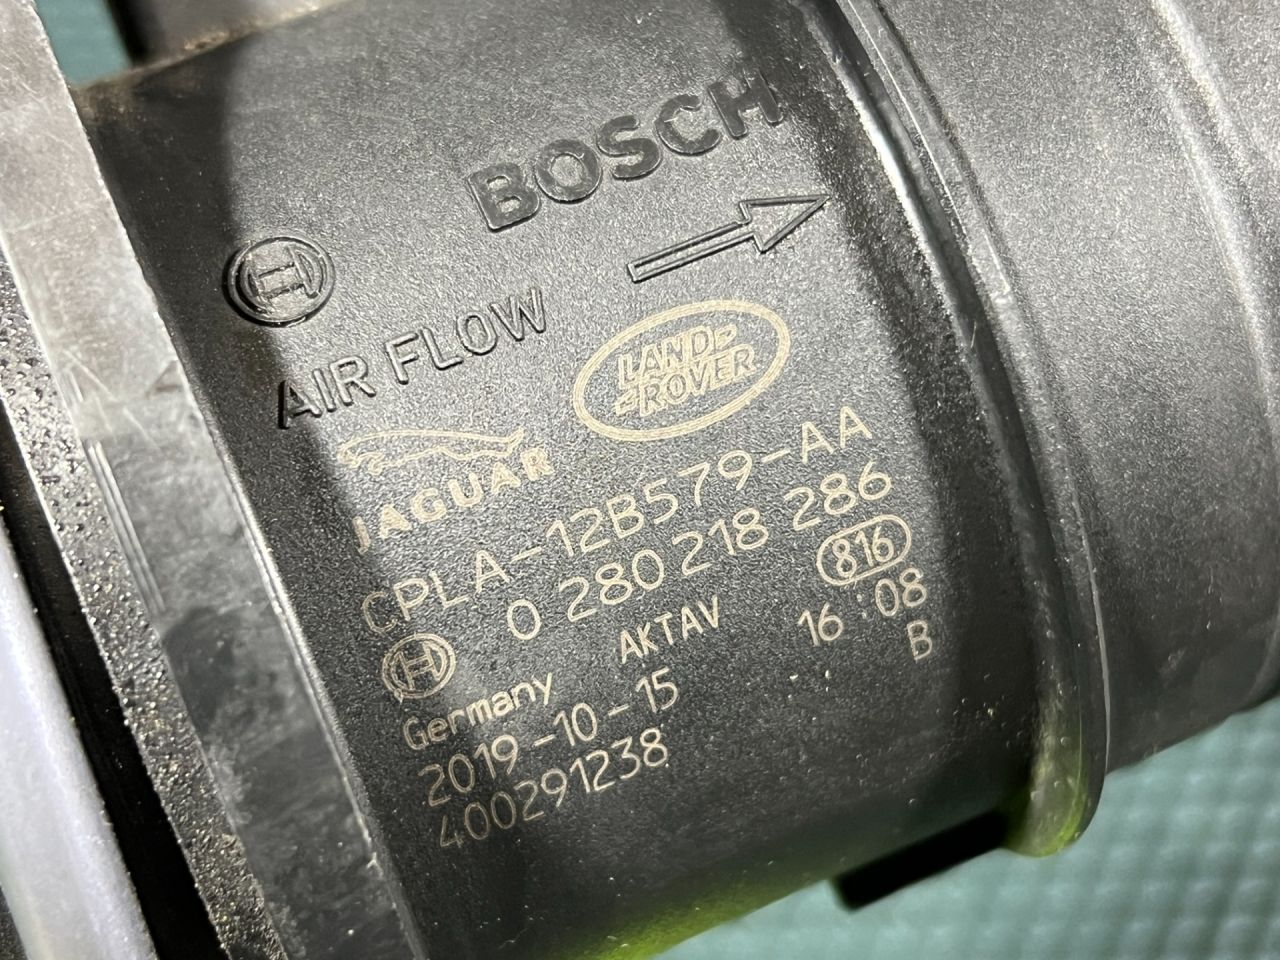 BOSCH
AIR FLOW
LAND
ROVER
JAGUAR
CPLA-12B579-AA
0 280 218 286
816
AKTAV 16:08
Germany B
2019-10-15
400291238